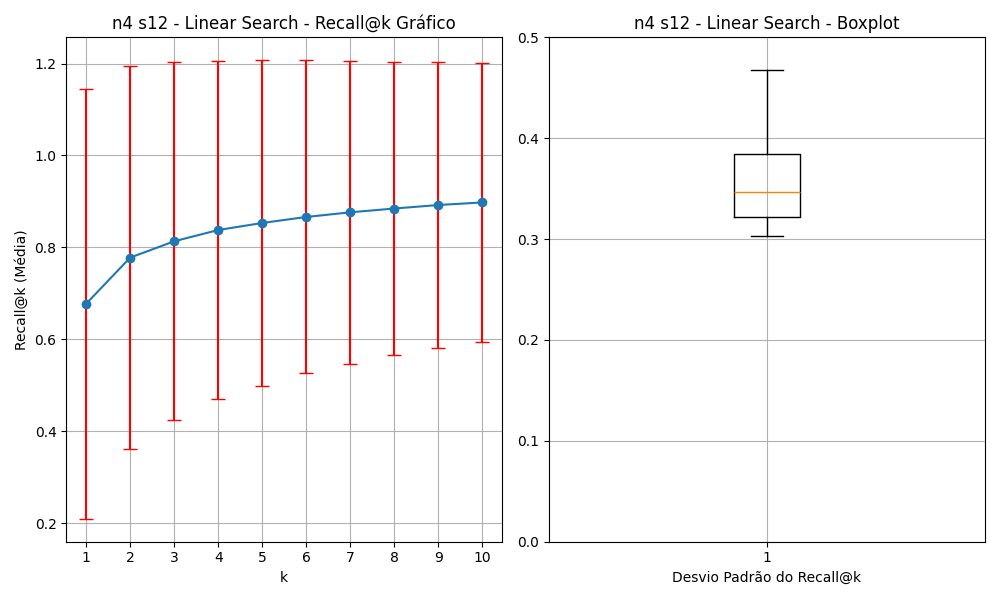 n4 s12 - Linear Search - Recall@k Gráfico
Recall@k (Média)
1.2
1.0
0.8
0.6
0.4
0.2
1 2 3 4 5 6 7 8 9 10
k
n4 s12 - Linear Search - Boxplot
0.5
0.4
0.3
0.2
0.1
0.0
1
Desvio Padrão do Recall@k